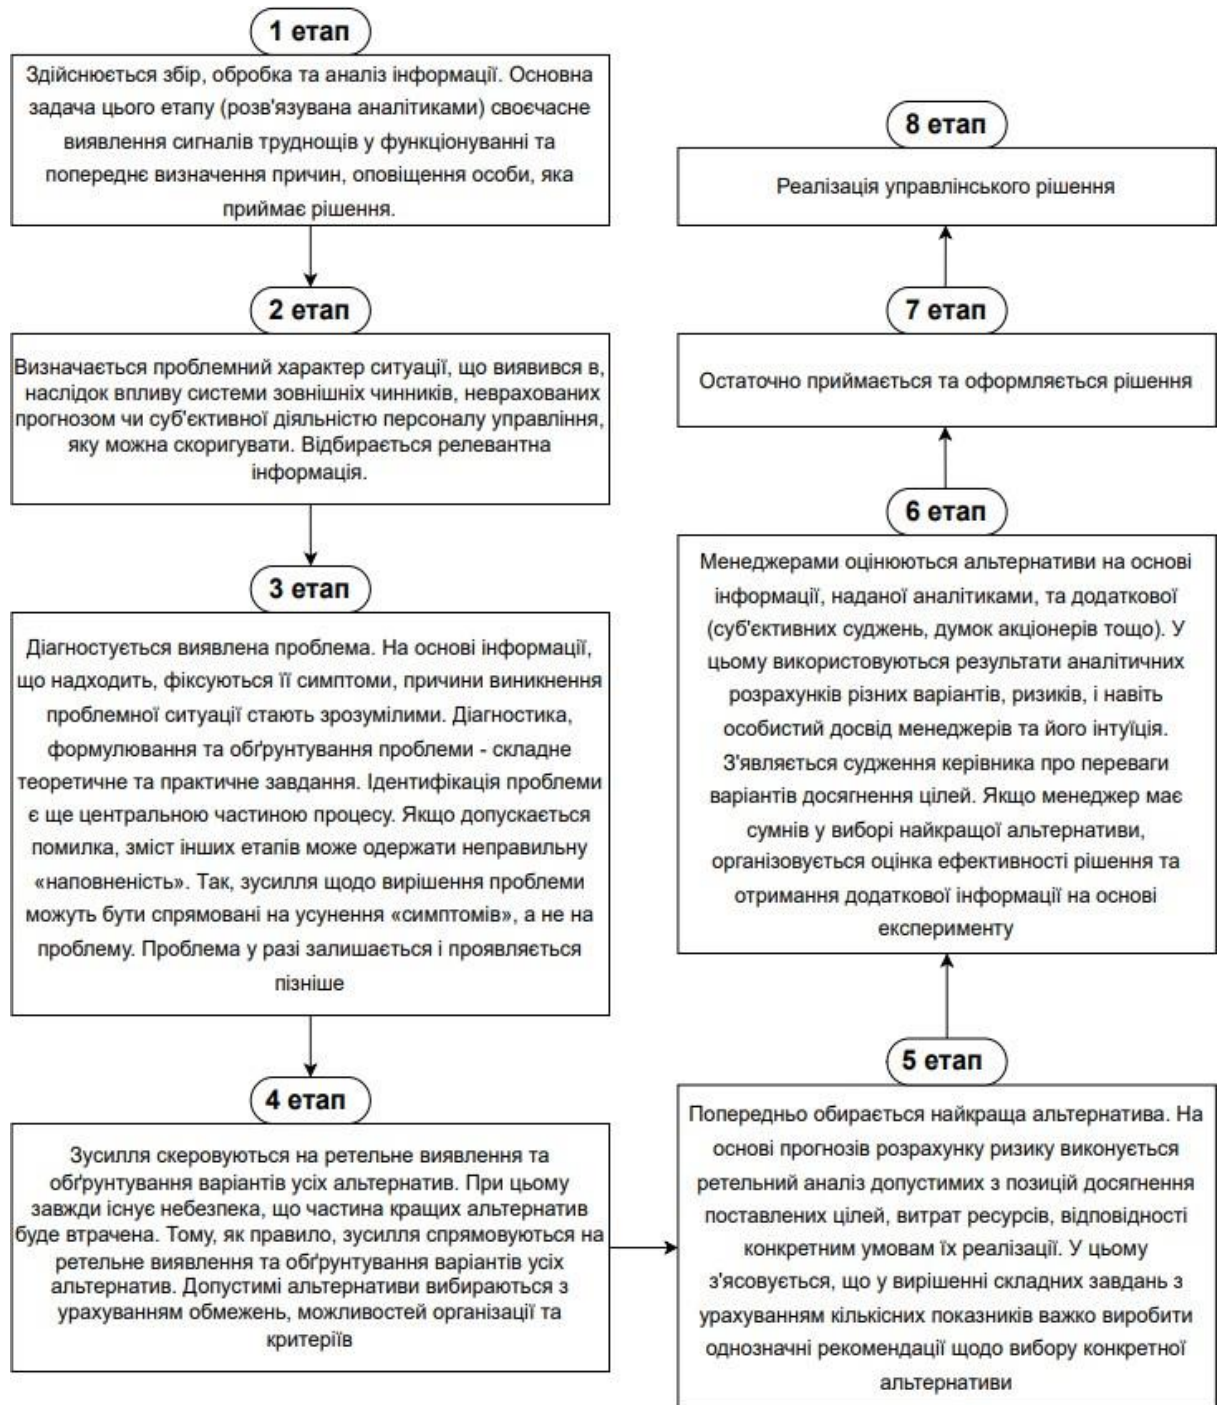 1 етап
Здійснюється збір, обробка та аналіз інформації. Основна
задача цього етапу (розв'язувана аналітиками) своєчасне
виявлення сигналів труднощів у функціонуванні та
попереднє визначення причин, оповіщення особи, яка
приймає рішення.
2 етап
Визначається проблемний характер ситуації, що виявився в,
наслідок впливу системи зовнішніх чинників, неврахованих
прогнозом чи суб'єктивної діяльністю персоналу управління,
яку можна скоригувати. Відбирається релевантна
інформація.
3 етап
Діагностується виявлена проблема. На основі інформації,
що надходить, фіксуються її симптоми, причини виникнення
проблемної ситуації стають зрозумілими. Діагностика,
формулювання та обґрунтування проблеми - складне
теоретичне та практичне завдання. Ідентифікація проблеми
є ще центральною частиною процесу. Якщо допускається
помилка, зміст інших етапів може одержати неправильну
«наповненість». Так, зусилля щодо вирішення проблеми
можуть бути спрямовані на усунення «симптомів», а не на
проблему. Проблема у разі залишається і проявляється
пізніше
4 етап
Зусилля скеровуються на ретельне виявлення та
обґрунтування варіантів усіх альтернатив. При цьому
завжди існує небезпека, що частина кращих альтернатив
буде втрачена. Тому, як правило, зусилля спрямовуються на
ретельне виявлення та обґрунтування варіантів усіх
альтернатив. Допустимі альтернативи вибираються з
урахуванням обмежень, можливостей організації та
критеріїв
5 етап
Попередньо обирається найкраща альтернатива. На
основі прогнозів розрахунку ризику виконується
ретельний аналіз допустимих з позицій досягнення
поставлених цілей, витрат ресурсів, відповідності
конкретним умовам їх реалізації. У цьому
з'ясовується, що у вирішенні складних завдань з
урахуванням кількісних показників важко виробити
однозначні рекомендації щодо вибору конкретної
альтернативи
6 етап
Менеджерами оцінюються альтернативи на основі
інформації, наданої аналітиками, та додаткової
(суб'єктивних суджень, думок акціонерів тощо). У
цьому використовуються результати аналітичних
розрахунків різних варіантів, ризиків, і навіть
особистий досвід менеджерів та його інтуїція.
З'являється судження керівника про переваги
варіантів досягнення цілей. Якщо менеджер має
сумнів у виборі найкращої альтернативи,
організовується оцінка ефективності рішення та
отримання додаткової інформації на основі
експерименту
7 етап
Остаточно приймається та оформляється рішення
8 етап
Реалізація управлінського рішення